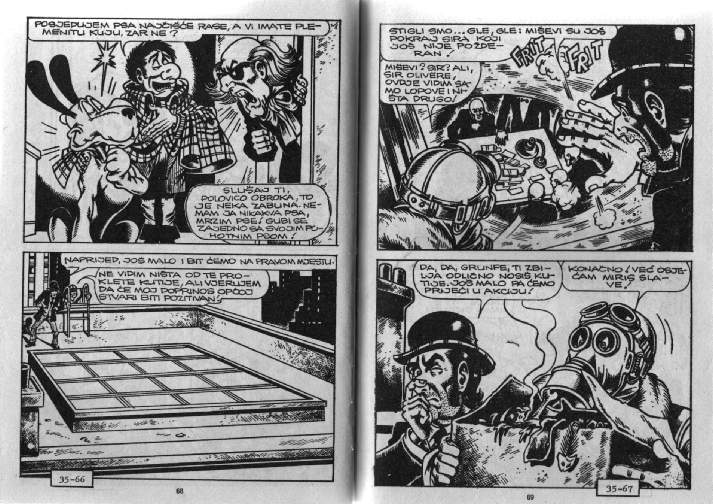 POSJEDUJEM PSA NAJČIŠĆE RASE, A VI IMATE PLE-
MENITU KUJU, ZAR NE?
SLUŠAJ TI,
POLOVICO OBROKA, TO
JE NEKA ZABUNA. NE-
MAM JA NIKAKVA PSA,
MRZIM PSE! GUBI SE
ZAJEDNO SA SVOJIM PO-
HOTNIM PSOM!
NAPRIJED, JOŠ MALO I BIT ĆEMO NA PRAVOM MJESTU.
NE VIDIM NIŠTA OD TE PRO-
KLETE KUTIJE, ALI VJERUJEM
DA ĆE MOJ DOPRINOS OPĆOJ
STVARI BITI POZITIVAN!
35-66
68
STIGLI SMO... GLE, GLE! MIŠEVI SU JOŠ
POKRAJ SIRA KOJI
JOŠ NIJE POŽDE-
RAN!
FRIT
FRIT
MIŠEVI? SIR? ALI,
SIR OLIVERE,
OVDJE VIDIM SA-
MO LOPOVE I NI-
ŠTA DRUGO!
DA, DA, GRUNFE, TI ZBI-
LJA ODLIČNO NOSIŠ KU-
TIJE. JOŠ MALO PA ĆEMO
PRIJEĆI U AKCIJU!
KONAČNO! VEĆ OSJE-
ĆAM MIRIS SLA-
VE!
69
35-67